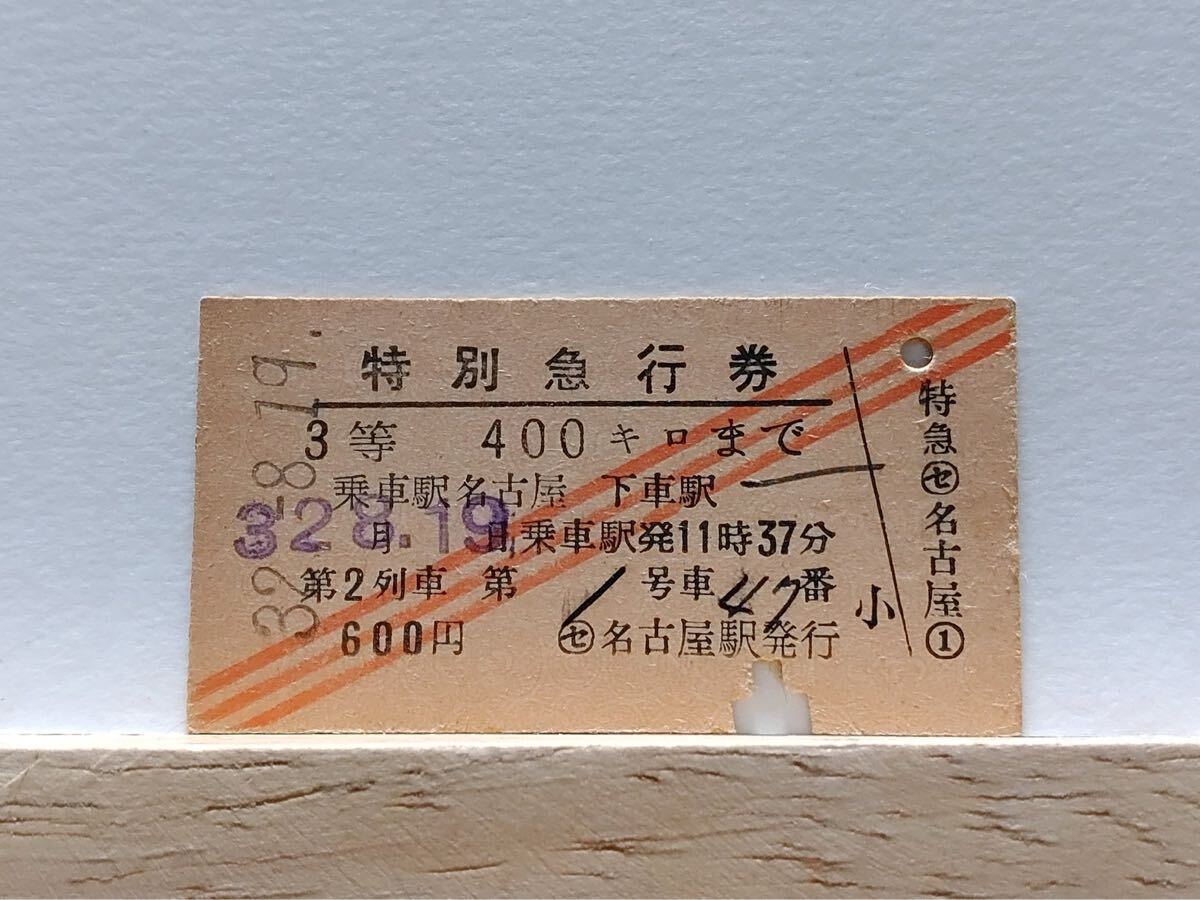 特別急行券
3等 400キロまで
乗車駅名古屋 下車駅
32 8.19 月 日乗車駅発11時37分
第2列車 第1号車47番
600円 ㋝名古屋駅発行
小
特急㋝名古屋①
32.-8.19.